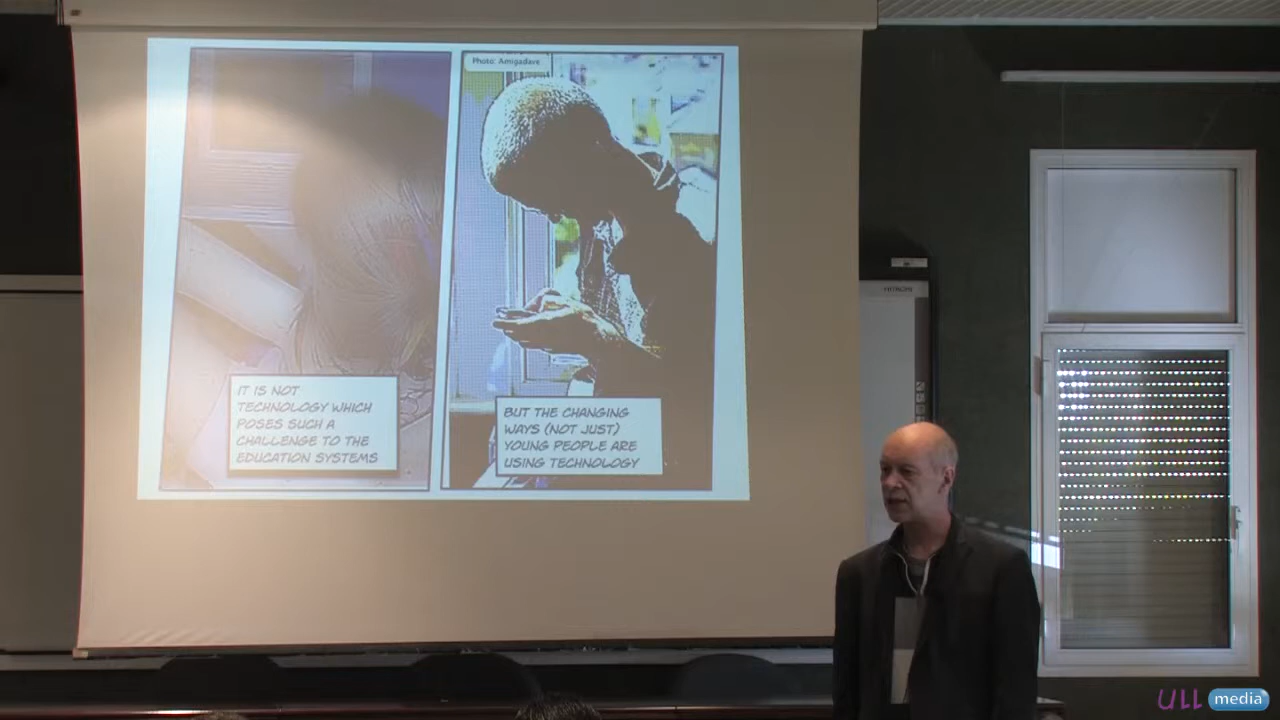 Photo: Amigadave
IT IS NOT
TECHNOLOGY WHICH
POSES SUCH A
CHALLENGE TO THE
EDUCATION SYSTEMS
BUT THE CHANGING
WAYS (NOT JUST)
YOUNG PEOPLE ARE
USING TECHNOLOGY
HITACHI
ULL media